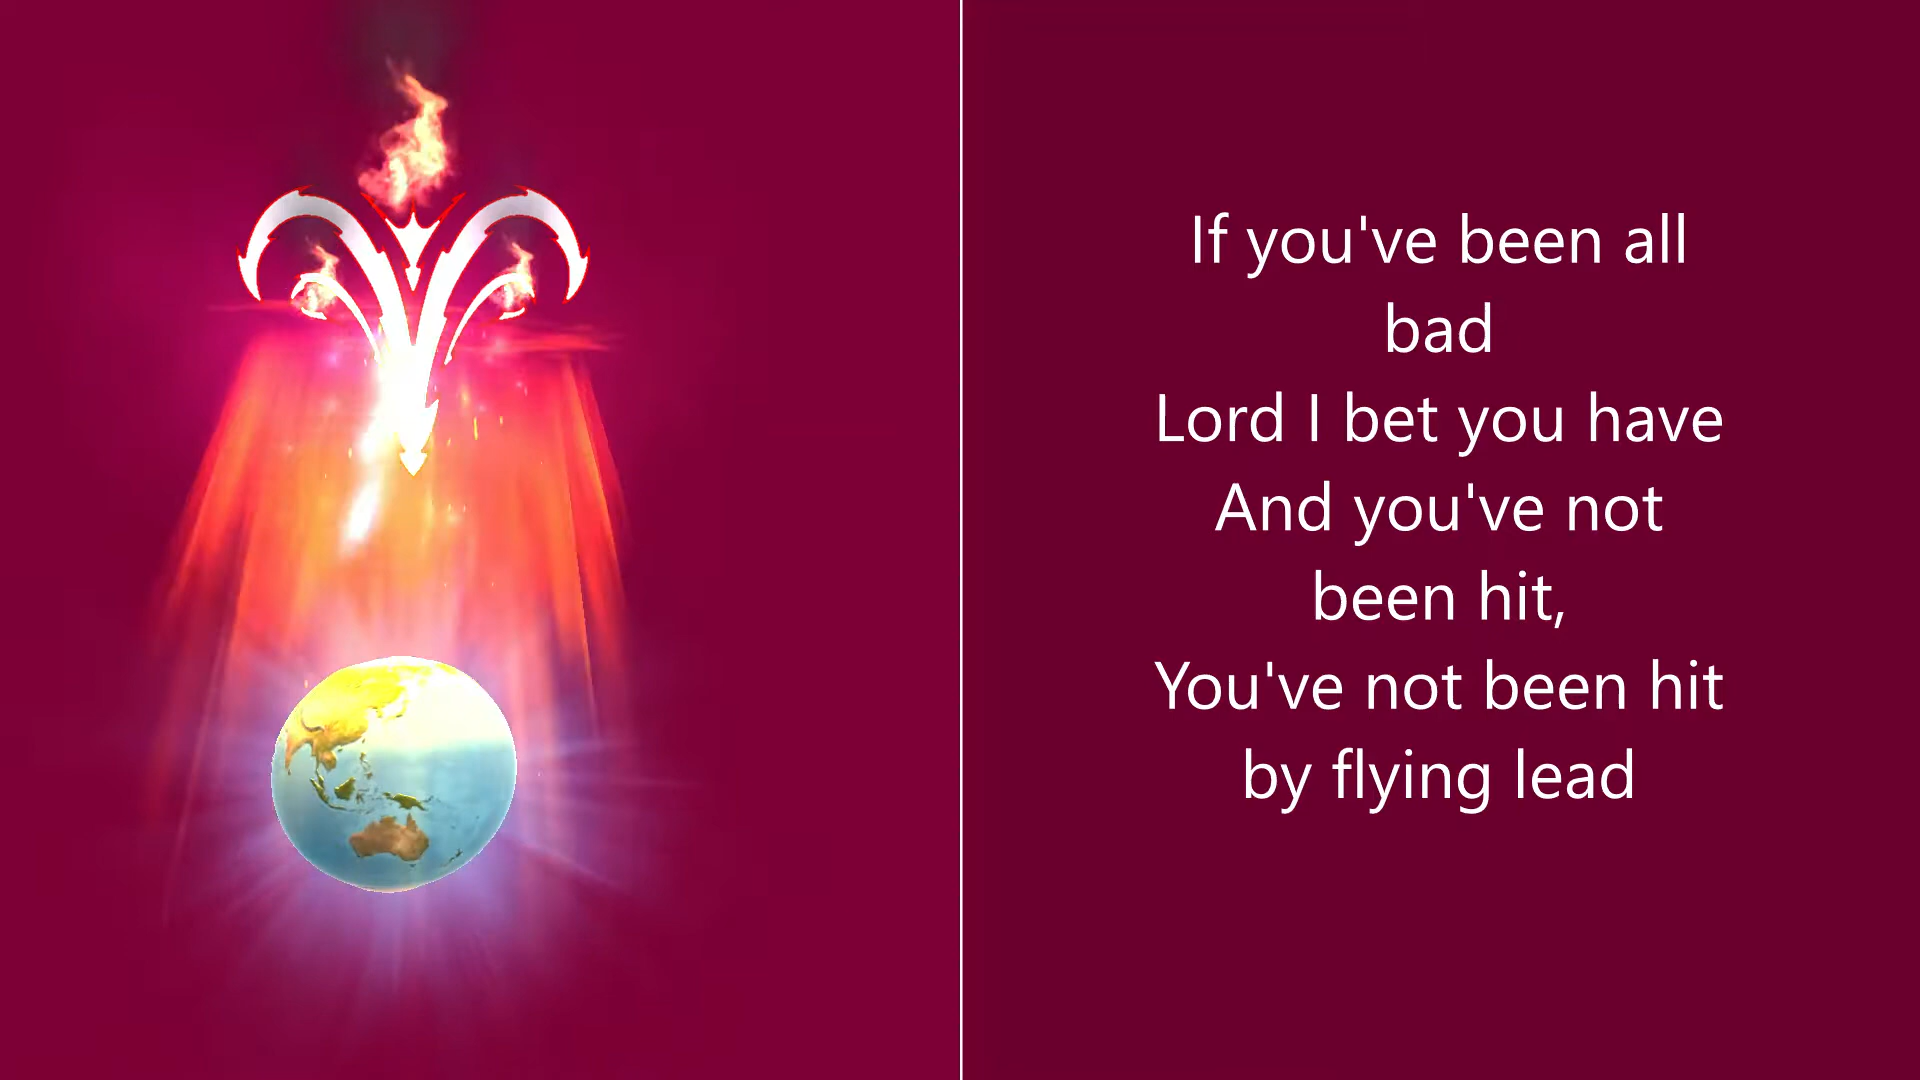 If you've been all
bad
Lord I bet you have
And you've not
been hit,
You've not been hit
by flying lead